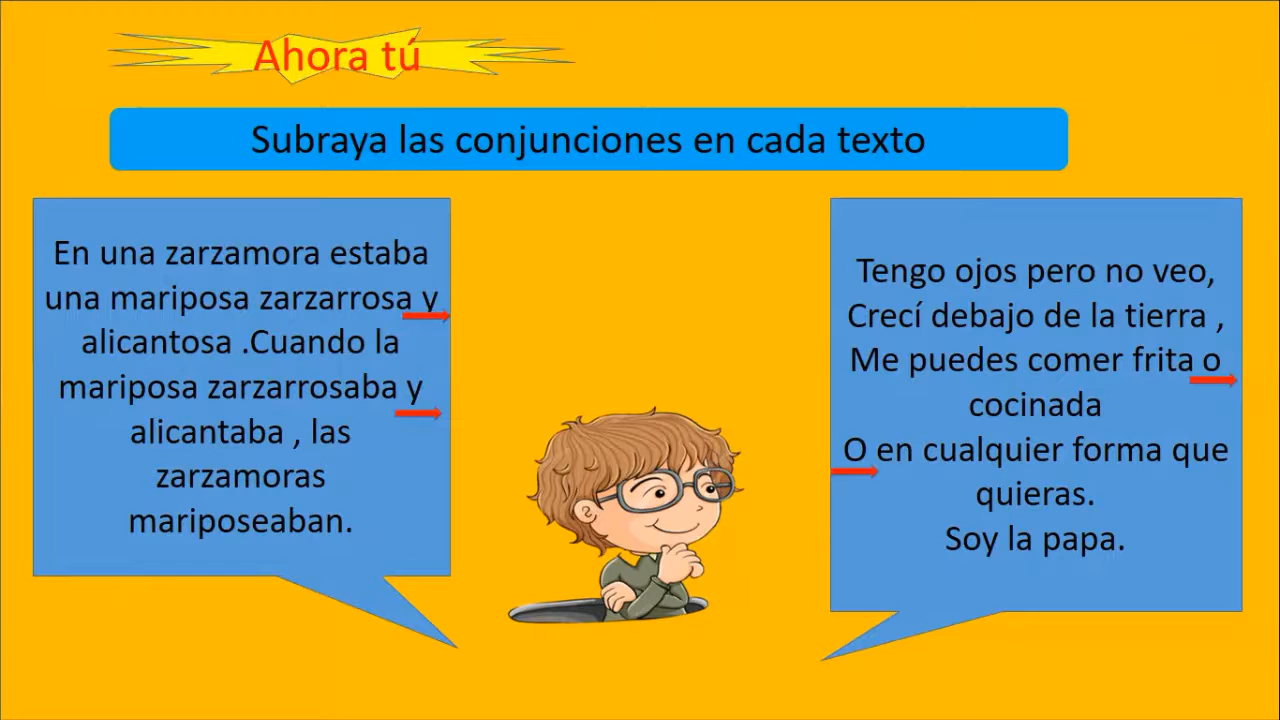 Ahora tú
Subraya las conjunciones en cada texto
En una zarzamora estaba
una mariposa zarzarrosa y
alicantosa .Cuando la
mariposa zarzarrosaba y
alicantaba , las
zarzamoras
mariposeaban.
Tengo ojos pero no veo,
Crecí debajo de la tierra ,
Me puedes comer frita o
cocinada
O en cualquier forma que
quieras.
Soy la papa.